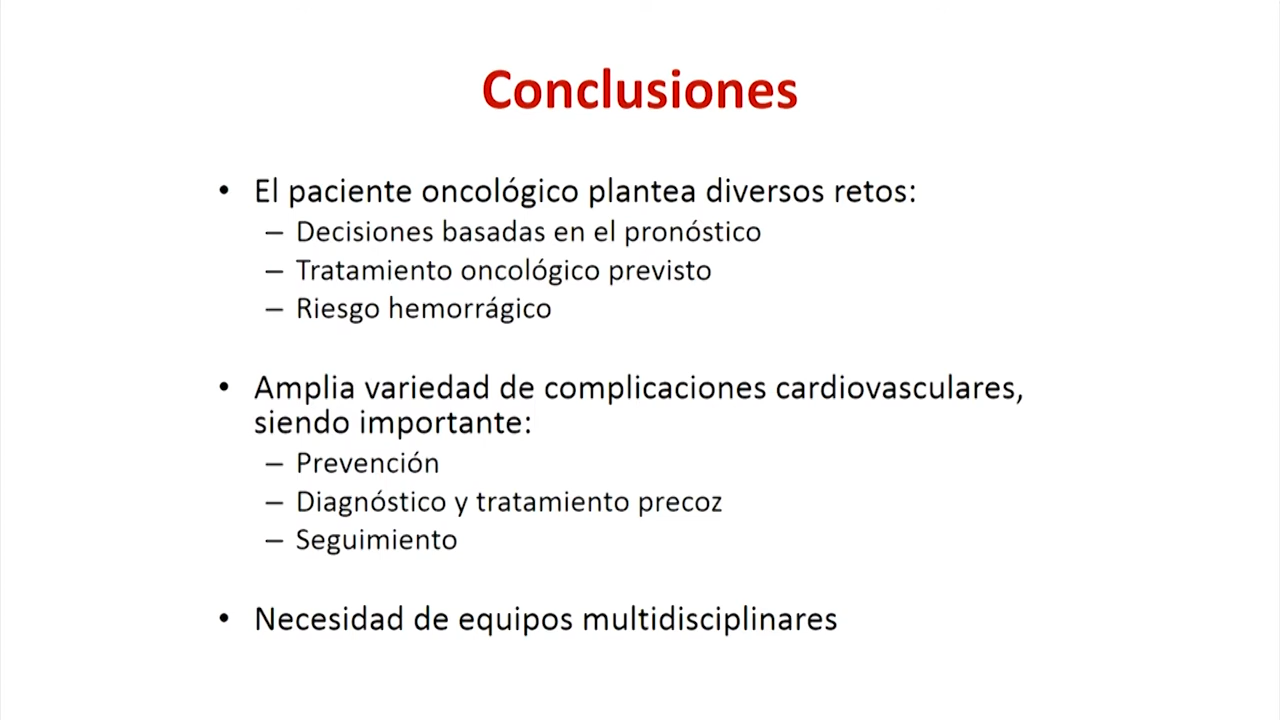 Conclusiones
• El paciente oncológico plantea diversos retos:
– Decisiones basadas en el pronóstico
– Tratamiento oncológico previsto
– Riesgo hemorrágico
• Amplia variedad de complicaciones cardiovasculares,
siendo importante:
– Prevención
– Diagnóstico y tratamiento precoz
– Seguimiento
• Necesidad de equipos multidisciplinares